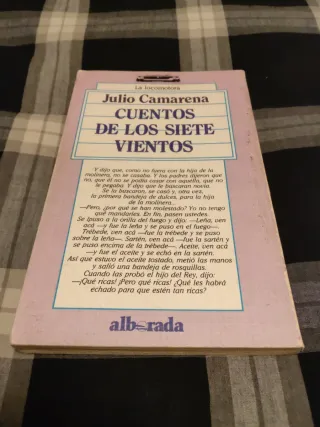 La locomotora
Julio Camarena
CUENTOS
DE LOS SIETE
VIENTOS
Y dijo que, como no fuera con la hija de la
molinera, no se casaba. Y los padres dijeron que
no, que él no se podía casar con aquélla, que no le
pegaba. Y dijo que le buscaran novia.
Se la buscaron, se casó y, otra vez,
la primera bandeja de dulces, para la hija
de la molinera...
—Pero, ¿por qué se han molestado? Yo no tengo
qué mandarles. En fin, pasen ustedes.
Se ipuso a la orilla del fuego y dijo: —Leña, ven
acá —y fue la leña y se puso en el fuego—.
Trébede, ven acá —fue la trébede y se puso
sobre la leña—. Sartén, ven acá —fue la sartén y se
puso encima de la trébede—. Aceite, ven acá
—y fue el aceite y se echó en la sartén.
Así que estuvo el aceite tostado, metió las manos
y salió una bandeja de rosquillas.
Cuando las probó el hijo del Rey, dijo:
—¡Qué ricas! ¡Pero qué ricas! ¿Qué les habrá
echado para que estén tan ricas?
alborada